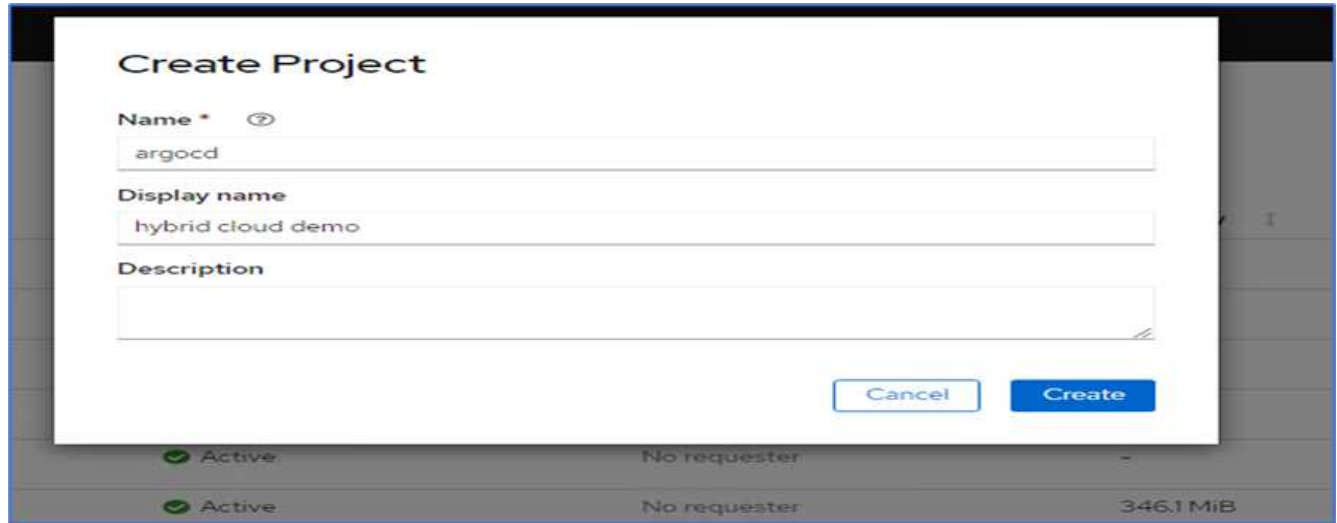 Create Project
Name *
argocd
Display name
hybrid cloud demo
Description
Cancel Create
Active No requester -
Active No requester 346.1 MiB